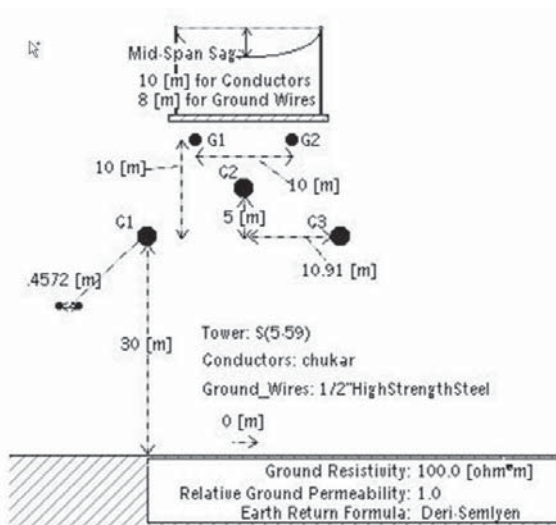 Mid-Span Sag:
10 [m] for Conductors
8 [m] for Ground Wires
G1
G2
10 [m]
10 [m]
C2
C1
5 [m]
C3
10.91 [m]
.4572 [m]
30 [m]
Tower: S(5-59)
Conductors: chukar
Ground_Wires: 1/2"HighStrengthSteel
0 [m]
Ground Resistivity: 100.0 [ohm*m]
Relative Ground Permeability: 1.0
Earth Return Formula: Deri-Semlyen